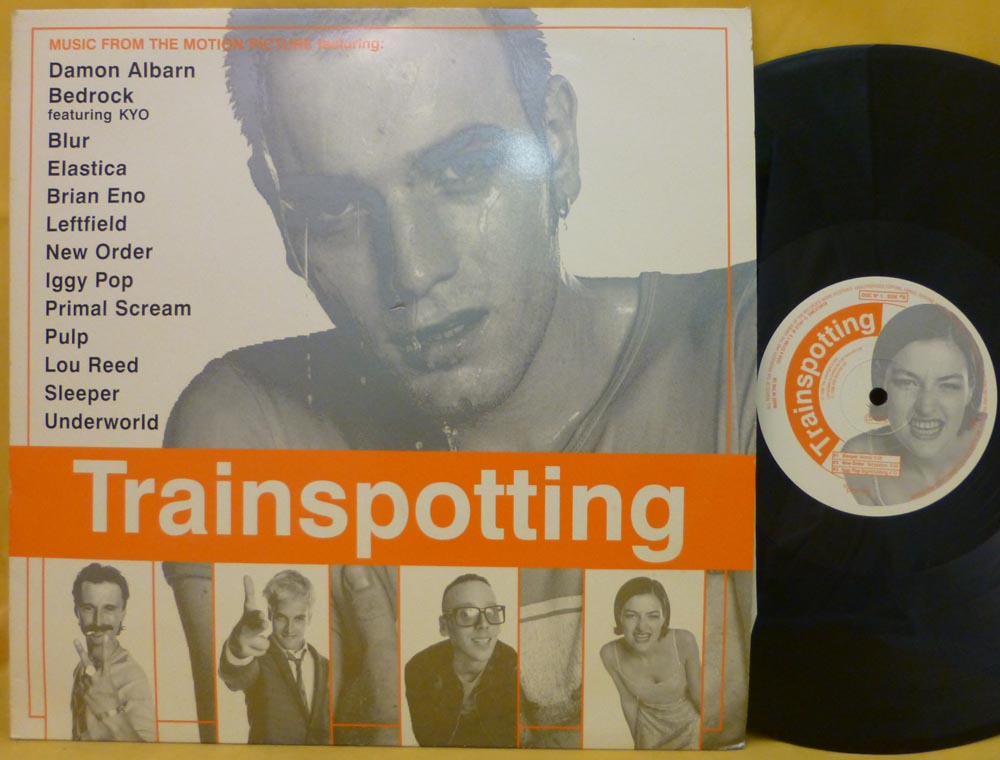 MUSIC FROM THE MOTION PICTURE featuring:
Damon Albarn
Bedrock
featuring KYO
Blur
Elastica
Brian Eno
Leftfield
New Order
Iggy Pop
Primal Scream
Pulp
Lou Reed
Sleeper
Underworld
Trainspotting
Trainspotting